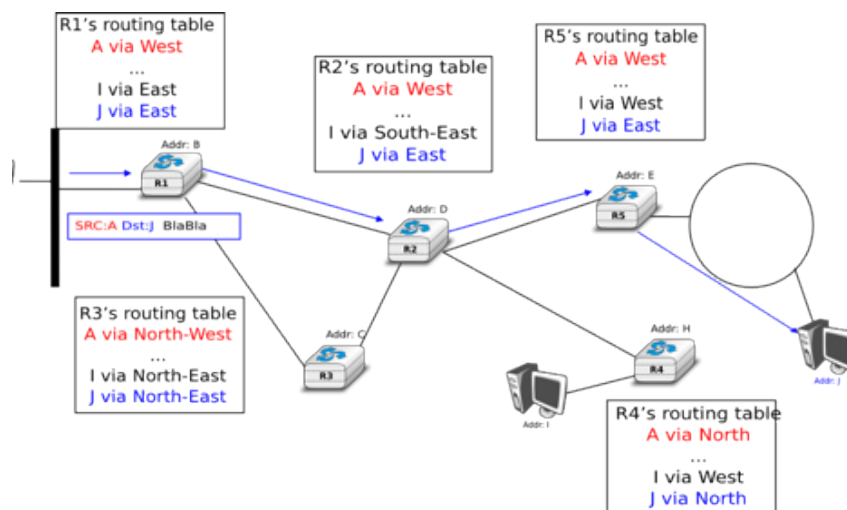 R1's routing table
A via West
...
I via East
J via East
R2's routing table
A via West
...
I via South-East
J via East
R5's routing table
A via West
...
I via West
J via East
Addr: B
R1
SRC:A Dst:J BlaBla
Addr: D
R2
Addr: E
R5
R3's routing table
A via North-West
...
I via North-East
J via North-East
Addr: C
R3
Addr: H
R4
Addr: I
Addr: J
R4's routing table
A via North
...
I via West
J via North